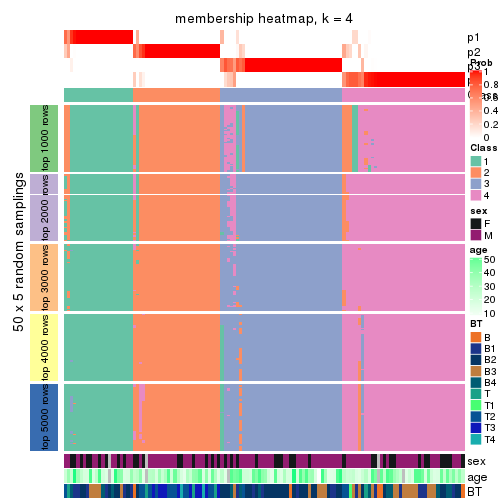 membership heatmap, k = 4
p1
p2
p3
Prob
1
0.8
0.4
0.2
0
Class
1
2
3
4
sex
F
M
age
50
40
30
20
10
BT
B
B1
B2
B3
B4
T
T1
T2
T3
T4
50 x 5 random samplings
top 1000 rows
top 2000 rows
top 3000 rows
top 4000 rows
top 5000 rows
sex
age
BT